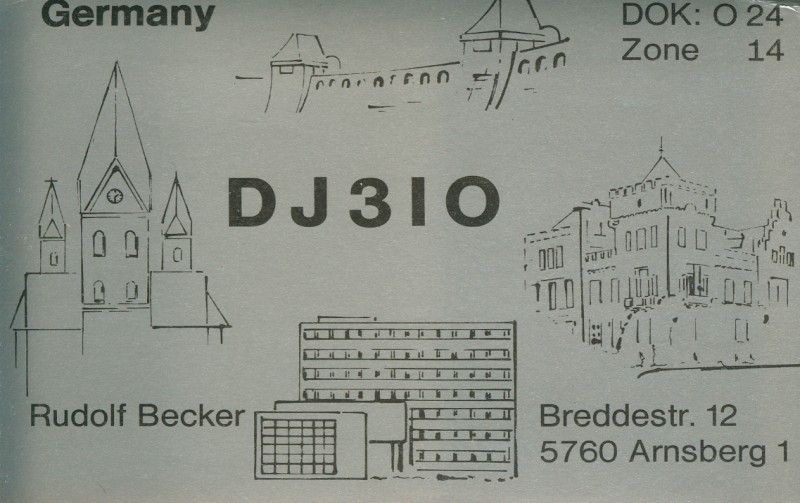 Germany
DOK: O 24
Zone 14
DJ3IO
Rudolf Becker
Breddestr. 12
5760 Arnsberg 1